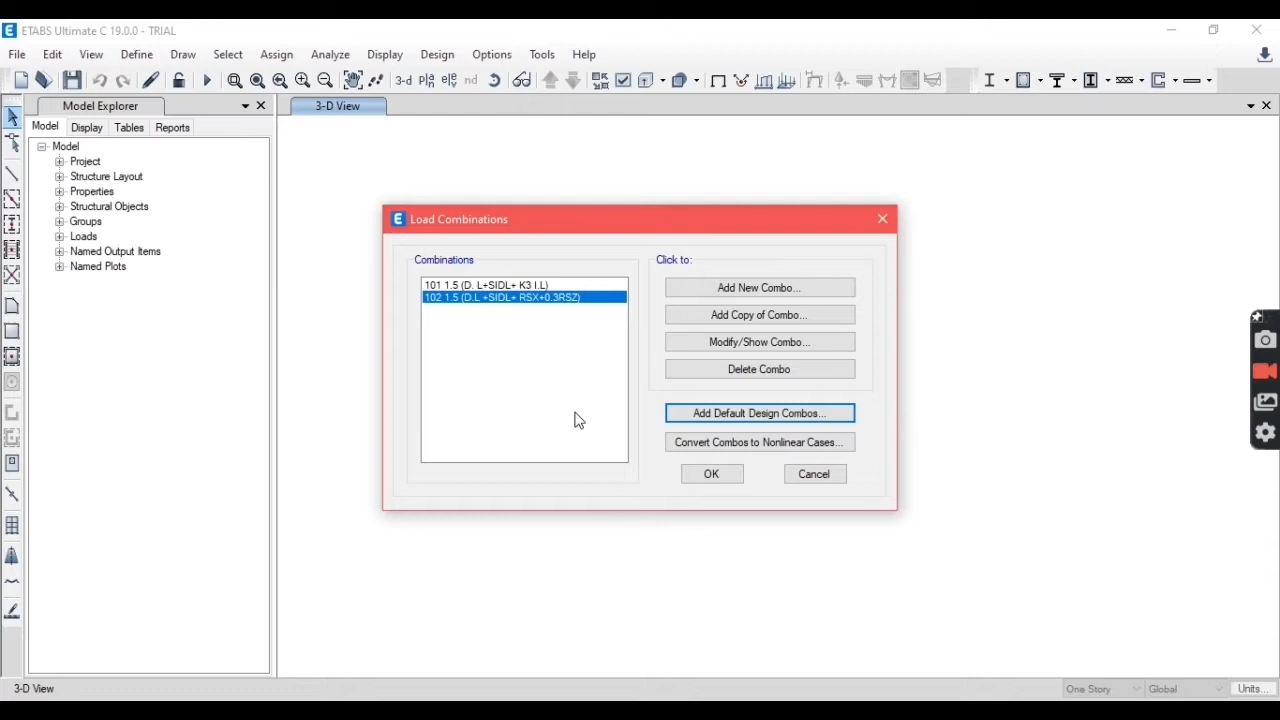 ETABS Ultimate C 19.0.0 - TRIAL
File Edit View Define Draw Select Assign Analyze Display Design Options Tools Help
3-d nd
Model Explorer
3-D View
Model Display Tables Reports
Model
Project
Structure Layout
Properties
Structural Objects
Groups
Loads
Named Output Items
Named Plots
Load Combinations
Combinations
101 1.5 (D. L+SIDL+ K3 I.L)
102 1.5 (D.L +SIDL+ RSX+0.3RSZ)
Click to:
Add New Combo...
Add Copy of Combo...
Modify/Show Combo...
Delete Combo
Add Default Design Combos...
Convert Combos to Nonlinear Cases...
OK Cancel
3-D View
One Story Global Units...